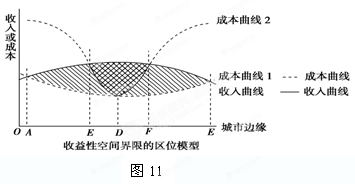 收入或成本
成本曲线 2
成本曲线 1
成本曲线
收入曲线
收入曲线
O A E D F E 城市边缘
收益性空间界限的区位模型
图 11